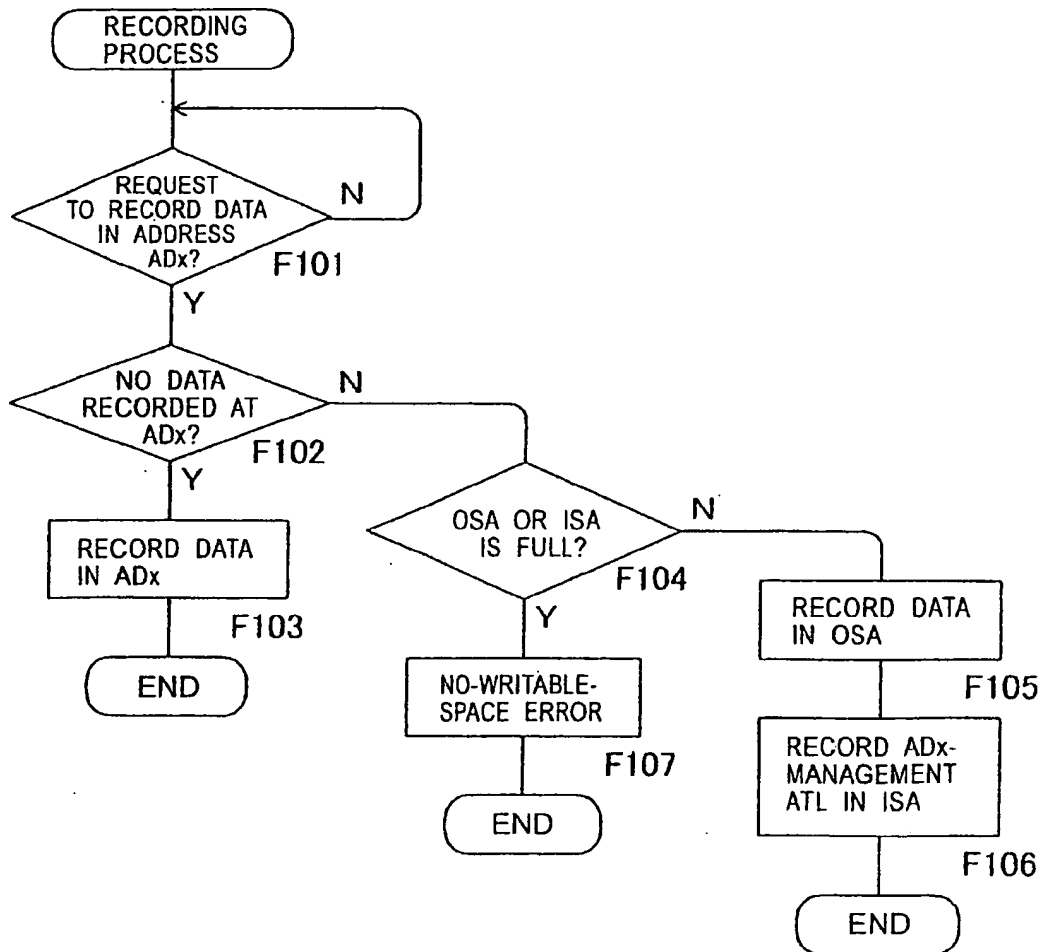 RECORDING
PROCESS
REQUEST
TO RECORD DATA
IN ADDRESS
ADx?
N
F101
Y
NO DATA
RECORDED AT
ADx?
N
F102
Y
RECORD DATA
IN ADx
F103
END
OSA OR ISA
IS FULL?
N
F104
Y
NO-WRITABLE-
SPACE ERROR
F107
END
RECORD DATA
IN OSA
F105
RECORD ADx-
MANAGEMENT
ATL IN ISA
F106
END